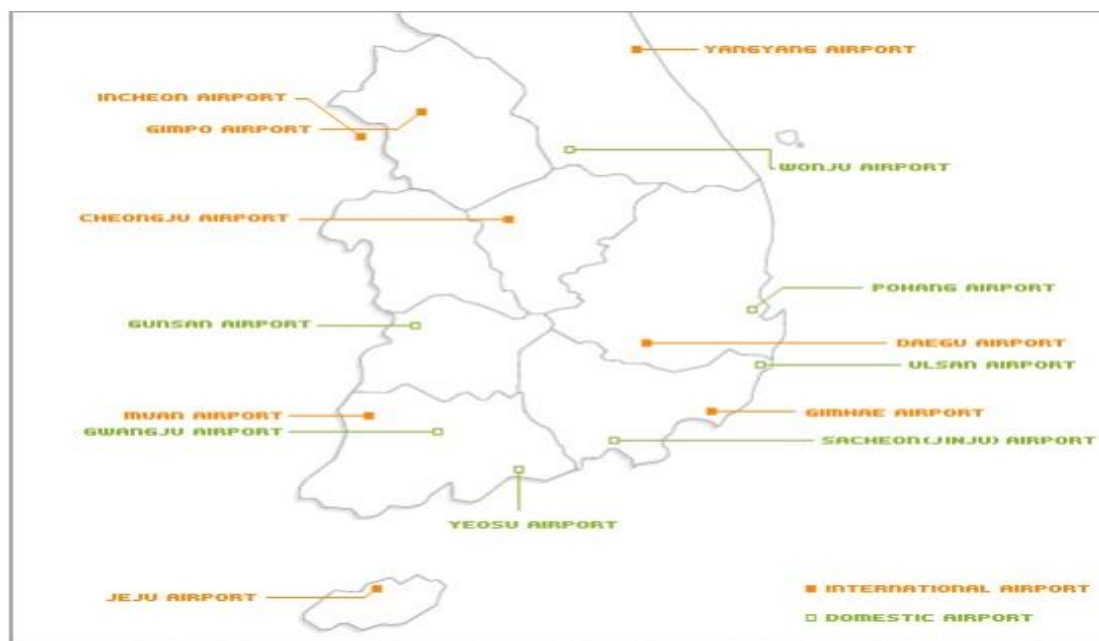 YANGYANG AIRPORT
INCHEON AIRPORT
GIMPO AIRPORT
WONJU AIRPORT
CHEONGJU AIRPORT
POHANG AIRPORT
GUNSAN AIRPORT
DAEGU AIRPORT
ULSAN AIRPORT
MUAN AIRPORT
GIMHAE AIRPORT
GWANGJU AIRPORT
SACHEON(JINJU) AIRPORT
YEOSU AIRPORT
JEJU AIRPORT
INTERNATIONAL AIRPORT
DOMESTIC AIRPORT